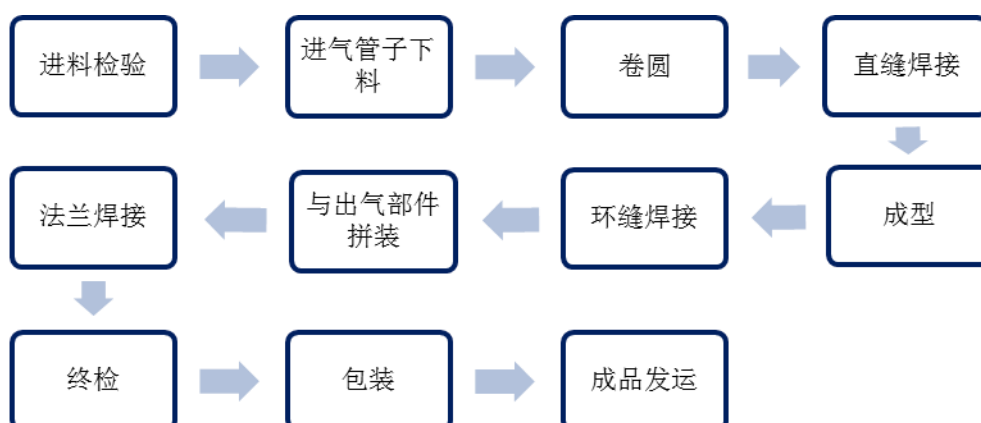 进料检验
进气管子下
料
卷圆
直缝焊接
成型
环缝焊接
与出气部件
拼装
法兰焊接
终检
包装
成品发运